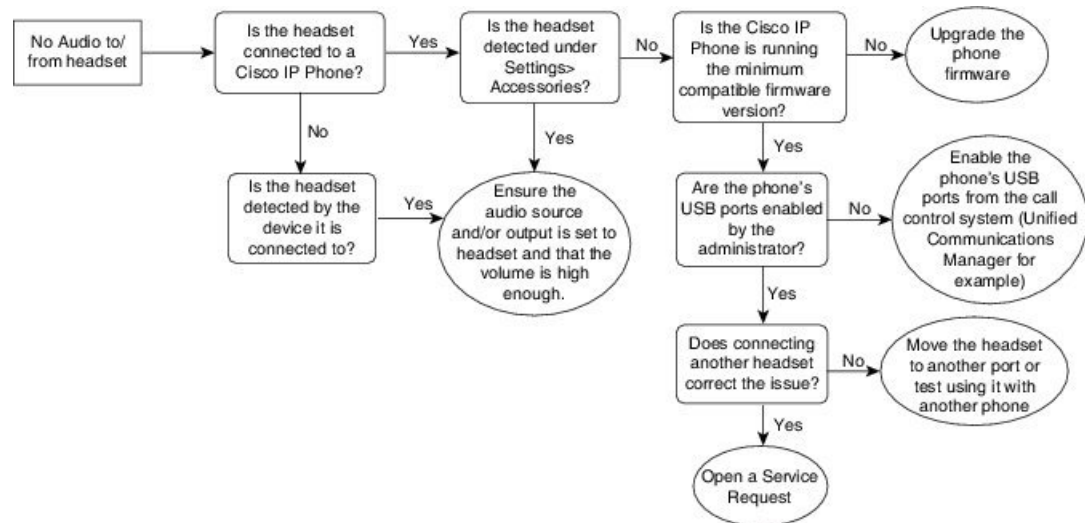 No Audio to/
from headset
Is the headset
connected to a
Cisco IP Phone?
Yes
Is the headset
detected under
Settings>
Accessories?
No
Is the Cisco IP
Phone is running
the minimum
compatible firmware
version?
No
Upgrade the
phone
firmware
No
Yes
Yes
Is the headset
detected by the
device it is
connected to?
Yes
Ensure the
audio source
and/or output is set to
headset and that the
volume is high
enough.
Are the phone's
USB ports enabled
by the
administrator?
No
Enable the
phone's USB
ports from the call
control system (Unified
Communications
Manager for
example)
Yes
Does connecting
another headset
correct the issue?
No
Move the headset
to another port or
test using it with
another phone
Yes
Open a Service
Request